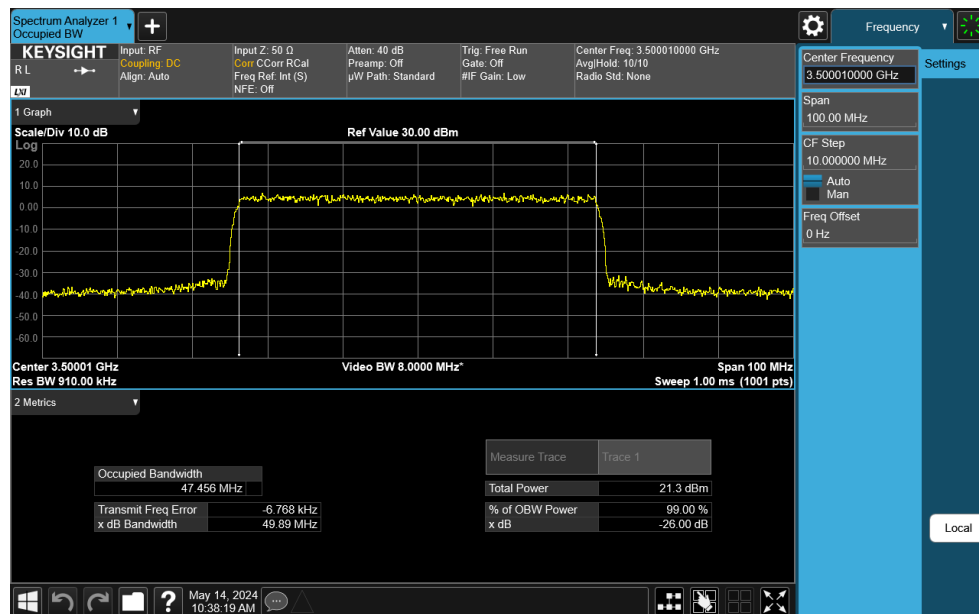 Spectrum Analyzer 1
Occupied BW
+
Frequency
KEYSIGHT
R L
LXI
Input: RF
Coupling: DC
Align: Auto
Input Z: 50 Ω
Corr CCorr RCal
Freq Ref: Int (S)
NFE: Off
Atten: 40 dB
Preamp: Off
µW Path: Standard
Trig: Free Run
Gate: Off
#IF Gain: Low
Center Freq: 3.500010000 GHz
Avg|Hold: 10/10
Radio Std: None
Center Frequency
3.500010000 GHz
Settings
Span
100.00 MHz
CF Step
10.000000 MHz
Auto
Man
Freq Offset
0 Hz
Local
1 Graph
Scale/Div 10.0 dB
Ref Value 30.00 dBm
Log
20.0
10.0
0.00
-10.0
-20.0
-30.0
-40.0
-50.0
-60.0
Center 3.50001 GHz
Video BW 8.0000 MHz*
Span 100 MHz
Res BW 910.00 kHz
Sweep 1.00 ms (1001 pts)
2 Metrics
Occupied Bandwidth
47.456 MHz
Transmit Freq Error -6.768 kHz
x dB Bandwidth 49.89 MHz
Measure Trace Trace 1
Total Power 21.3 dBm
% of OBW Power 99.00 %
x dB -26.00 dB
?
May 14, 2024
10:38:19 AM